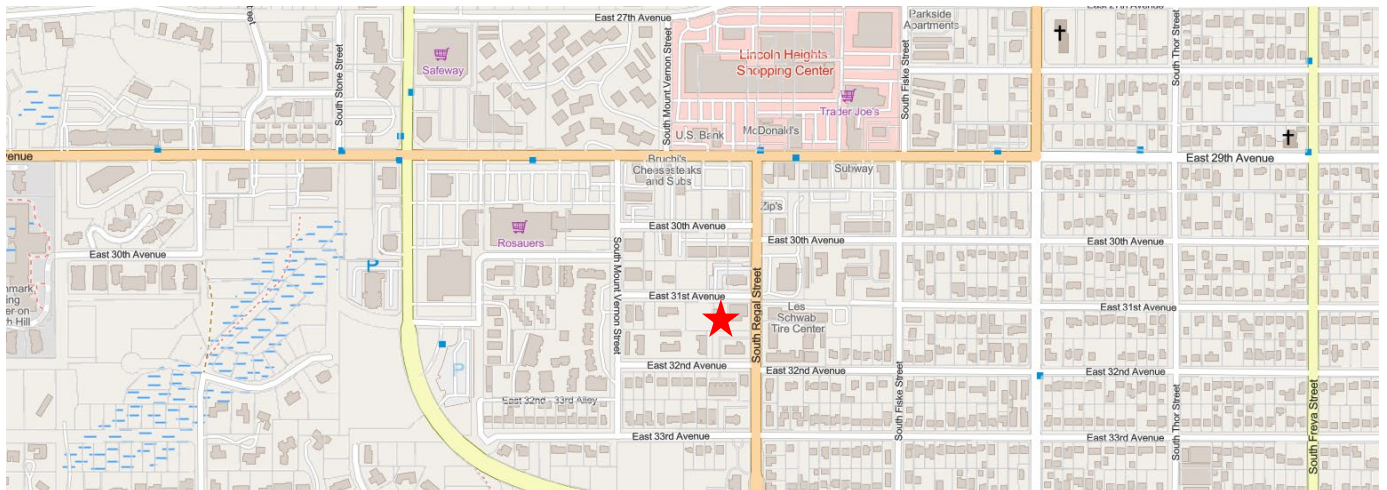 East 27th Avenue
East 27th Avenue
Parkside
Apartments
South Stone Street
Safeway
South Mount Vernon Street
Lincoln Heights
Shopping Center
Trader Joe's
South Fiske Street
South Thor Street
U.S. Bank
McDonald's
venue
East 29th Avenue
Bruchi's
Cheesesteaks
and Subs
Subway
Zip's
Rosauers
East 30th Avenue
East 30th Avenue
East 30th Avenue
East 30th Avenue
P
South Mount Vernon Street
East 31st Avenue
East 31st Avenue
South Regal Street
Les
Schwab
Tire Center
P
East 32nd Avenue
East 32nd Avenue
East 32nd Avenue
South Fiske Street
South Thor Street
South Freya Street
East 32nd - 33rd Alley
East 33rd Avenue
East 33rd Avenue